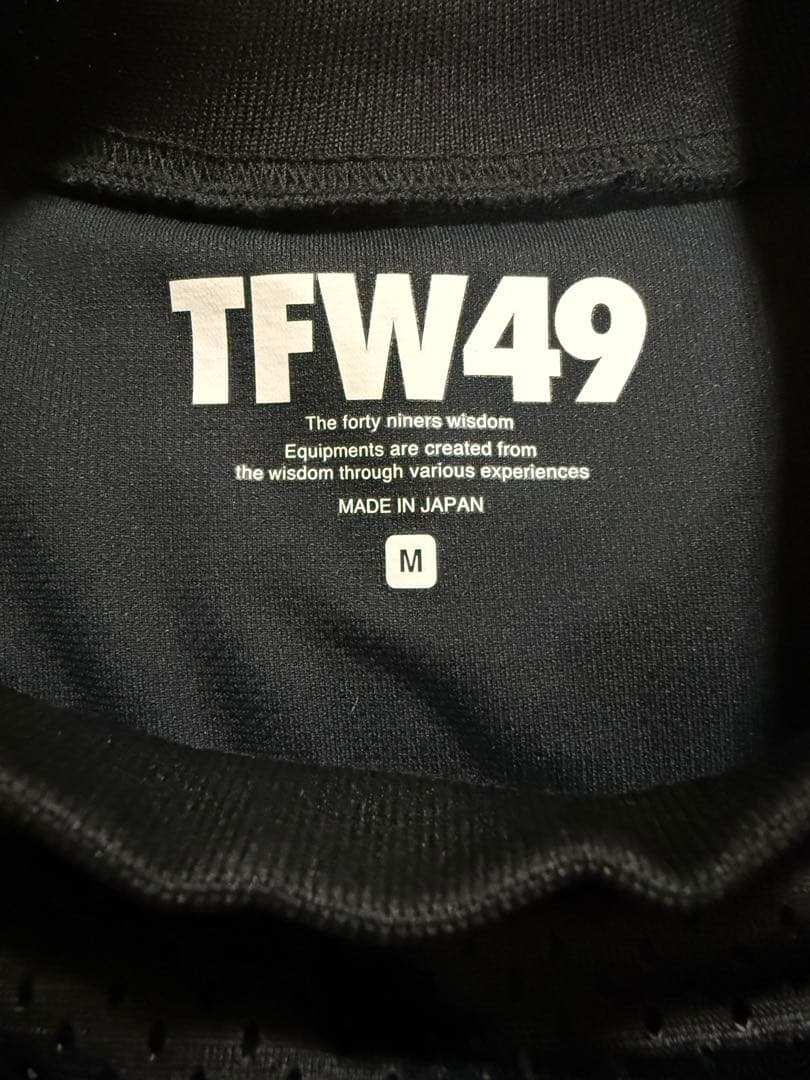 TFW49
The forty niners wisdom
Equipments are created from
the wisdom through various experiences
MADE IN JAPAN
M